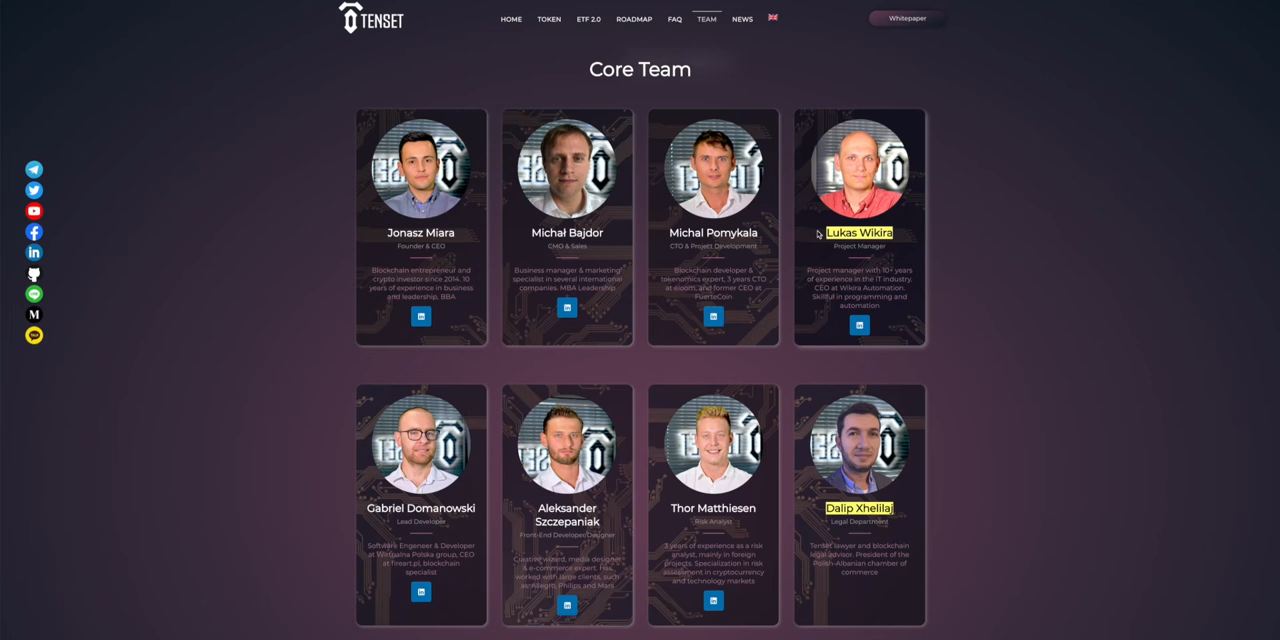 TENSET
HOME
TOKEN
ETF 2.0
ROADMAP
FAQ
TEAM
NEWS
Whitepaper
Core Team
Jonasz Miara
Founder & CEO
Blockchain entrepreneur and
crypto investor since 2014. 10
years of experience in business
and leadership, BBA
Michał Bajdor
CMO & Sales
Business manager & marketing
specialist in several international
companies. MBA Leadership
Michal Pomykala
CTO & Project Development
Blockchain developer &
tokenomics expert. 3 years CTO
at eloom, and former CEO at
FuerteCoin
Lukas Wikira
Project Manager
Project manager with 10+ years
of experience in the IT industry.
CEO at Wikira Automation.
Skillful in programming and
automation
Gabriel Domanowski
Lead Developer
Software Engeneer & Developer
at Wirtualna Polska group, CEO
at fireart.pl, blockchain
specialist
Aleksander
Szczepaniak
Front-End Developer/Designer
Creative wizard, media designer
& e-commerce expert. Has
worked with large clients, such
as Allegro, Philips and Mars
Thor Matthiesen
Risk Analyst
3 years of experience as a risk
analyst, mainly in foreign
projects. Specialization in risk
assessment in cryptocurrency
and technology markets
Dalip Xhelilaj
Legal Department
Tenset lawyer and blockchain
legal advisor. President of the
Polish-Albanian chamber of
commerce